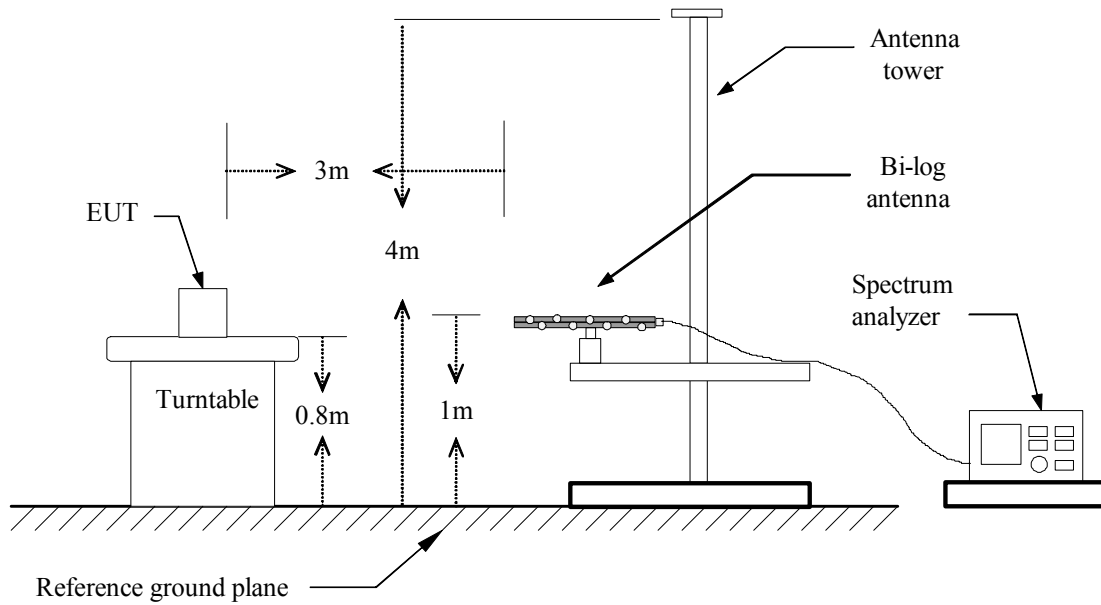 Antenna
tower
3m
Bi-log
antenna
EUT
4m
Spectrum
analyzer
Turntable
0.8m
1m
Reference ground plane